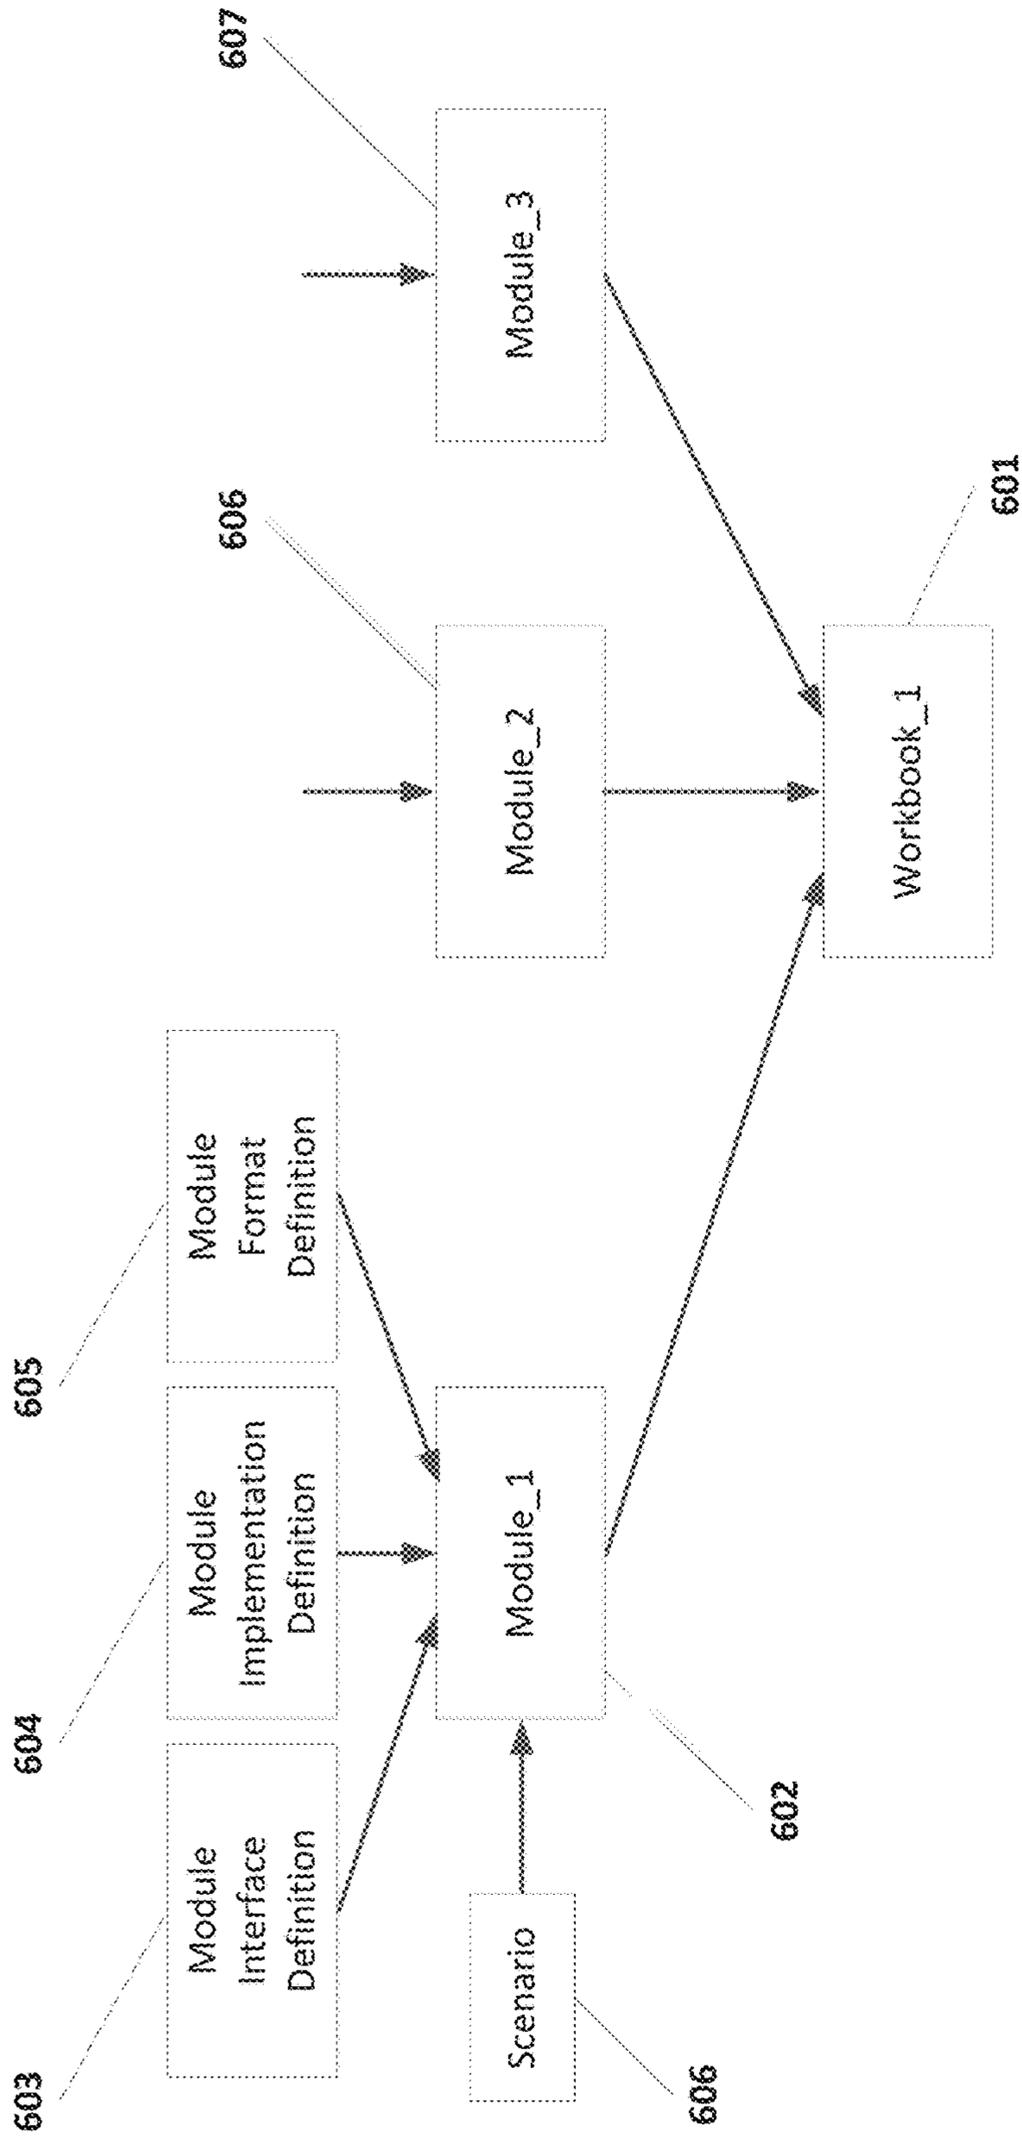 603
604
605
606
607
Module
Interface
Definition
Module
Implementation
Definition
Module
Format
Definition
Scenario
Module_1
Module_2
Module_3
606
602
Workbook_1
601